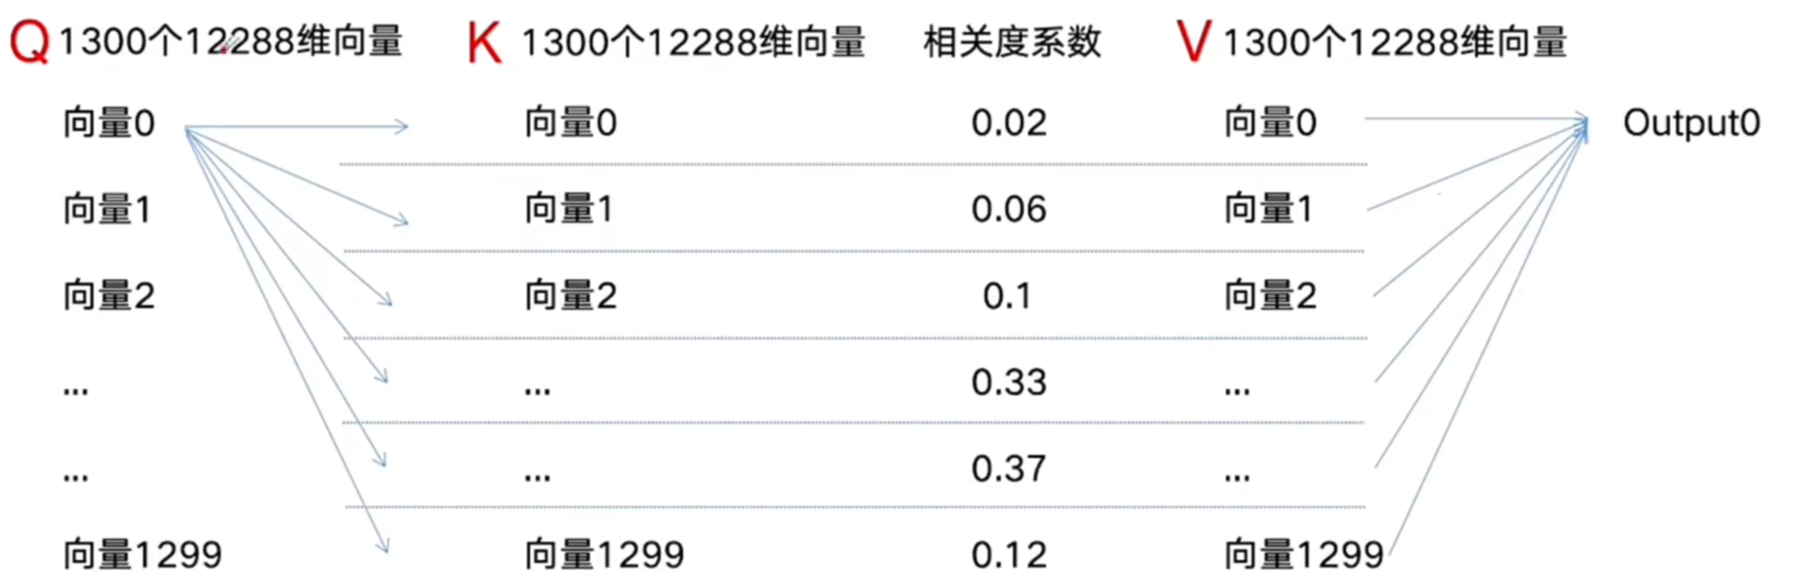 Q 1300个12288维向量 K 1300个12288维向量 相关度系数 V 1300个12288维向量
向量0 向量0 0.02 向量0 Output0
向量1 向量1 0.06 向量1
向量2 向量2 0.1 向量2
... ... 0.33 ...
... ... 0.37 ...
向量1299 向量1299 0.12 向量1299